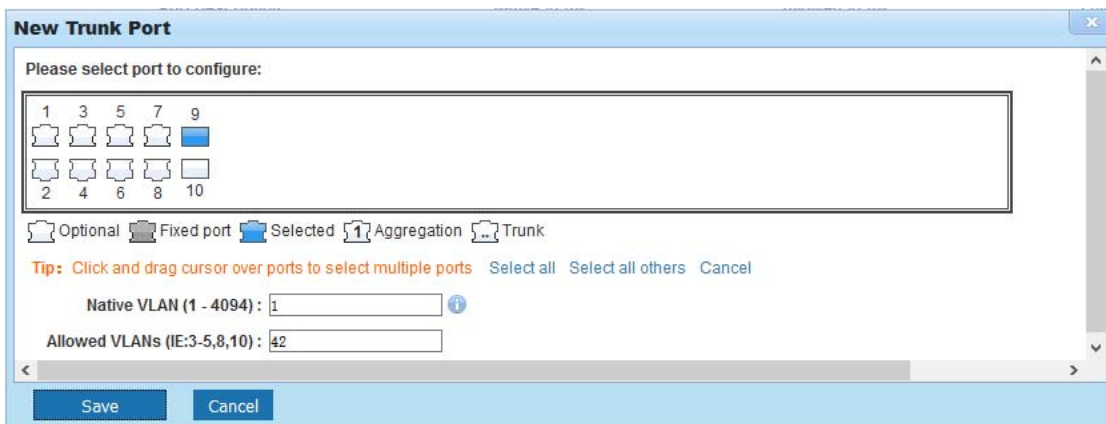 New Trunk Port
Please select port to configure:
1 3 5 7 9
2 4 6 8 10
Optional Fixed port Selected 1 Aggregation .. Trunk
Tip: Click and drag cursor over ports to select multiple ports Select all Select all others Cancel
Native VLAN (1 - 4094) : 1
Allowed VLANs (IE:3-5,8,10) : 42
Save Cancel